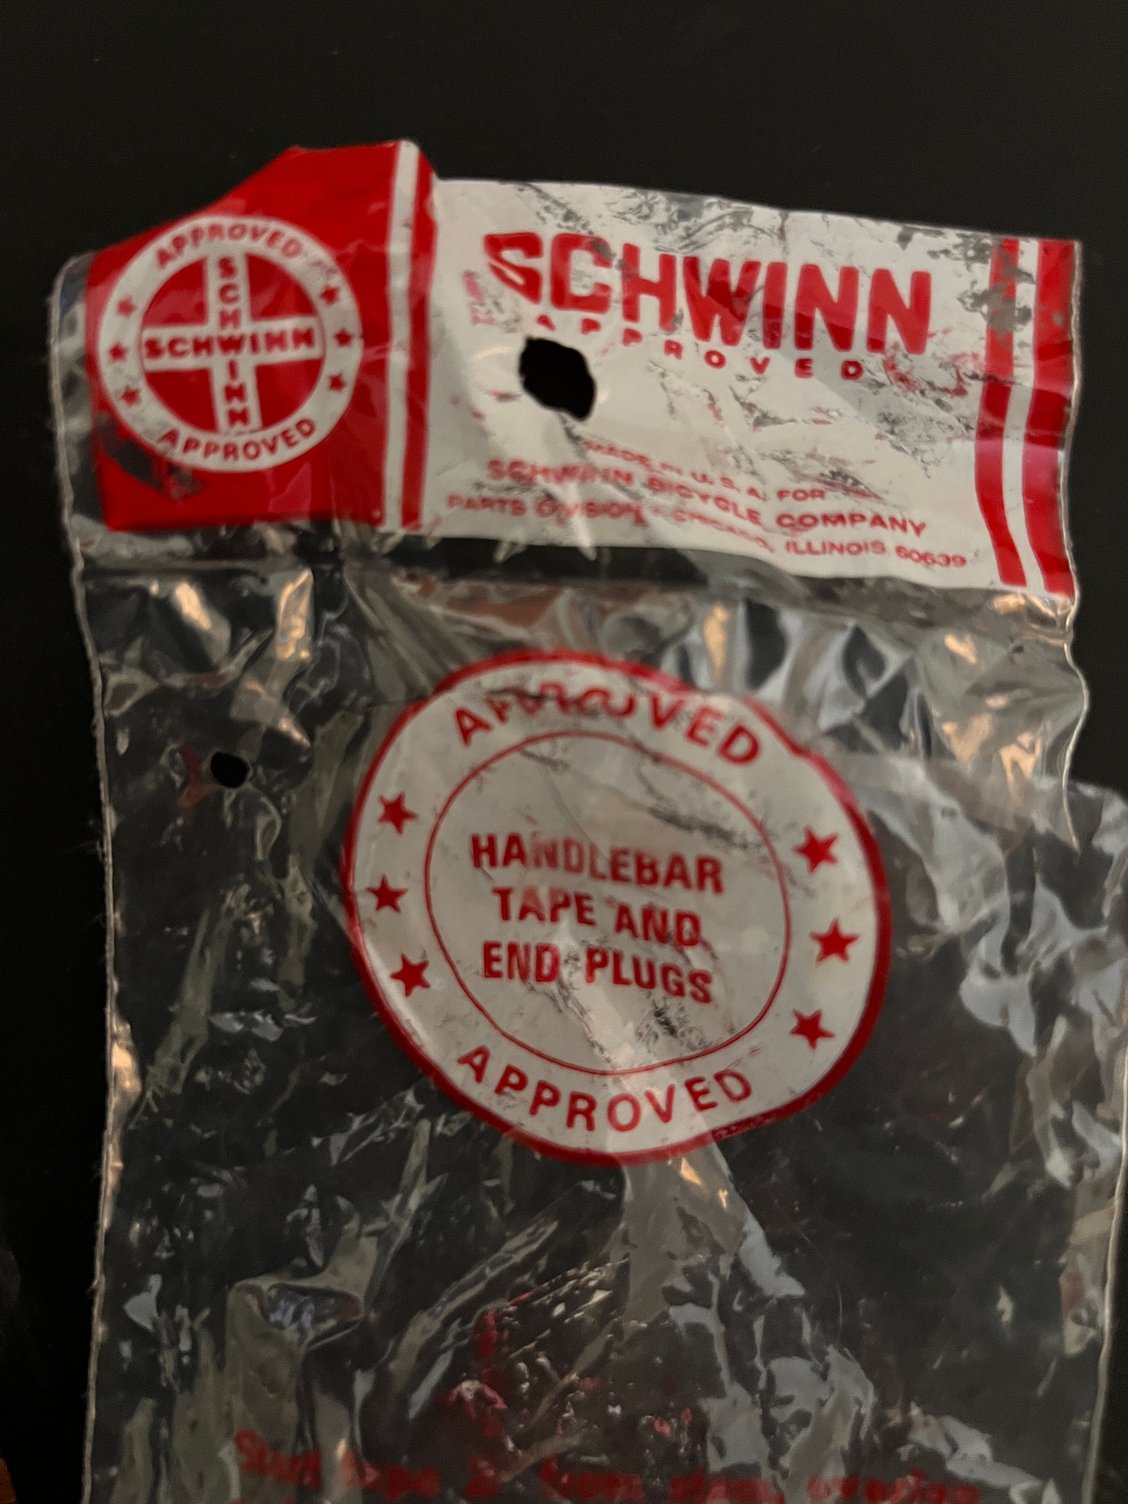 APPROVED
SCHWINN
SCHWINN
APPROVED
SCHWINN
APPROVED
MADE IN U.S.A. FOR
SCHWINN BICYCLE COMPANY
PARTS DIVISION - CHICAGO, ILLINOIS 60639
APPROVED
HANDLEBAR
TAPE AND
END PLUGS
APPROVED